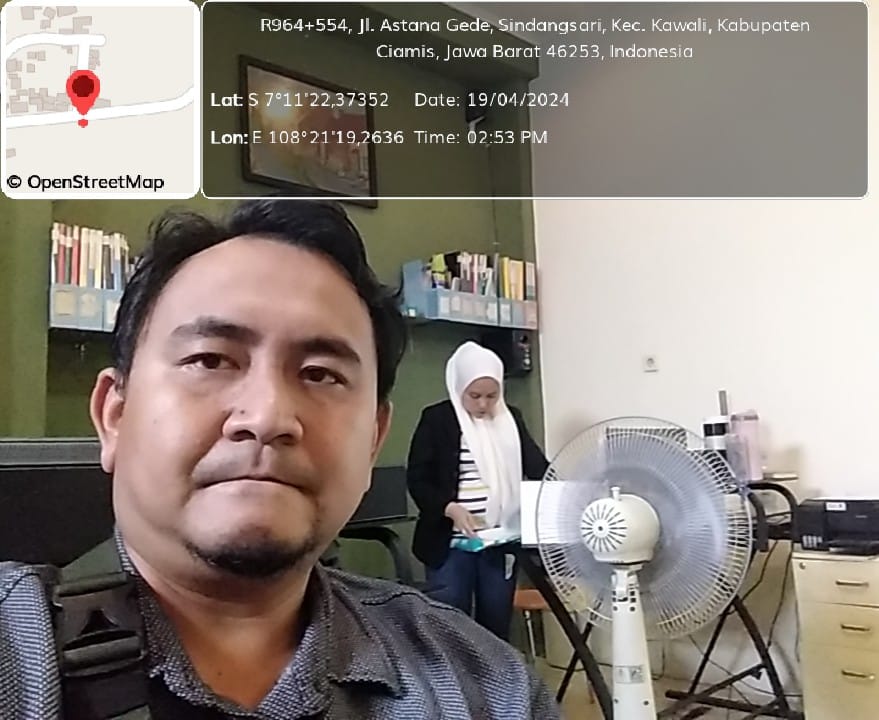 R964+554, Jl. Astana Gede, Sindangsari, Kec. Kawali, Kabupaten
Ciamis, Jawa Barat 46253, Indonesia
Lat: S 7°11'22,37352 Date: 19/04/2024
Lon: E 108°21'19,2636 Time: 02:53 PM
© OpenStreetMap